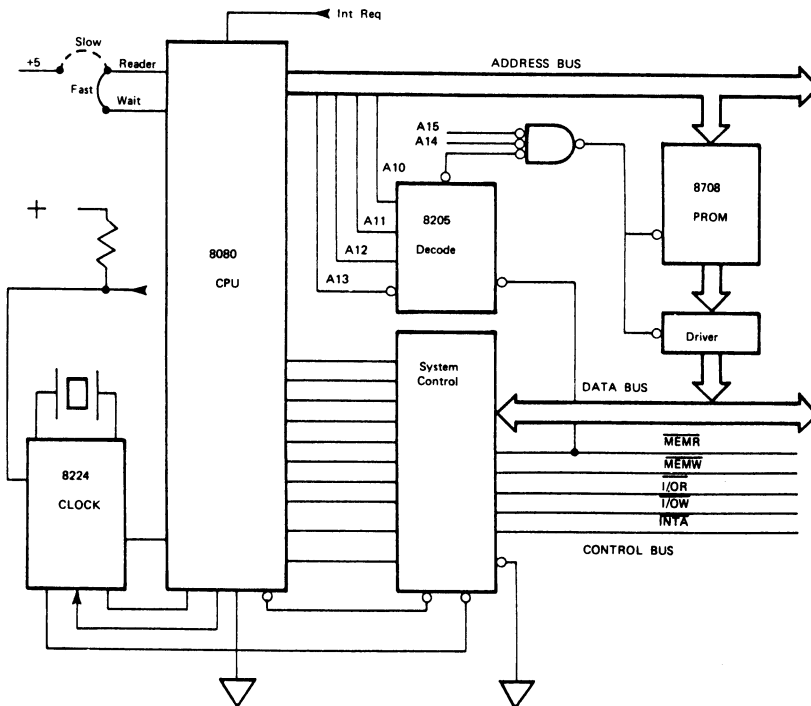 Int Req
Slow
+5
Reader
ADDRESS BUS
Fast
Wait
A15
A14
A10
8708
PROM
8205
Decode
+
A11
8080
CPU
A12
A13
Driver
System
Control
DATA BUS
MEMR
8224
CLOCK
MEMW
I/OR
I/OW
INTA
CONTROL BUS